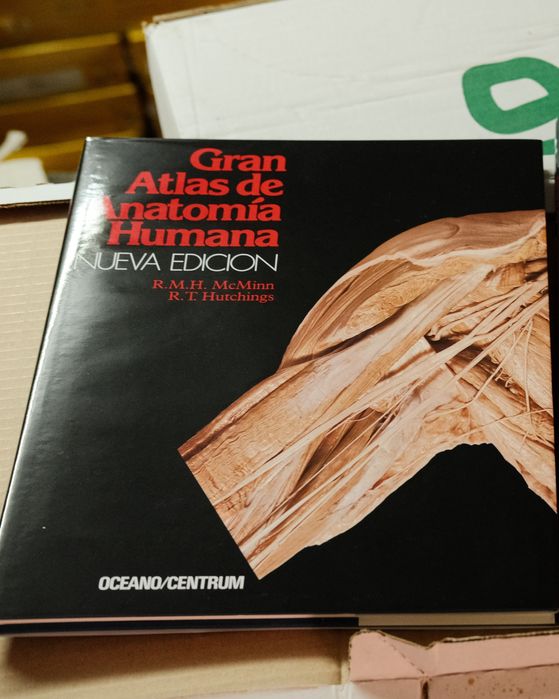 Gran
Atlas de
Anatomía
Humana
NUEVA EDICION
R.M.H. McMinn
R.T. Hutchings
OCEANO/CENTRUM